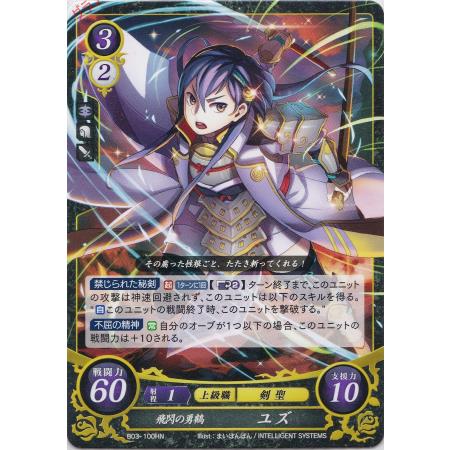 3
2
その腐った性根ごと、たたき斬ってくれる!
禁じられた秘剣 起 1ターンに1回 [2] ターン終了まで、このユニット
の攻撃は神速回避されず、このユニットは以下のスキルを得る。
“自 このユニットの戦闘終了時、このユニットを撃破する。”
不屈の精神 常 自分のオーブが1つ以下の場合、このユニットの
戦闘力は+10される。
戦闘力 60 射程 1 上級職 剣聖 支援力 10
飛閃の勇鶴 ユズ
B03-100HN Illust:まいぽんぽん / INTELLIGENT SYSTEMS